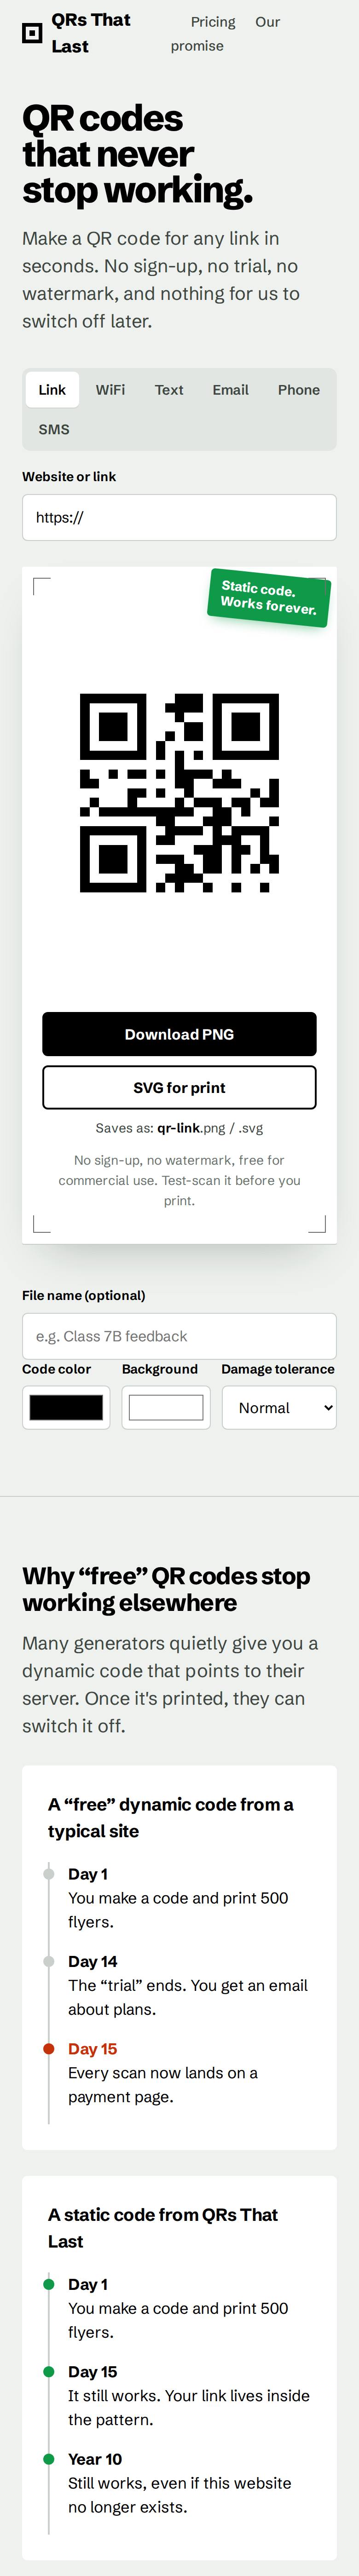 QRs That
Last
Pricing Our
promise
QR codes
that never
stop working.
Make a QR code for any link in
seconds. No sign-up, no trial, no
watermark, and nothing for us to
switch off later.
Link WiFi Text Email Phone
SMS
Website or link
https://
Static code.
Works forever.
Download PNG
SVG for print
Saves as: qr-link.png / .svg
No sign-up, no watermark, free for
commercial use. Test-scan it before you
print.
File name (optional)
e.g. Class 7B feedback
Code color Background Damage tolerance
Normal
Why “free” QR codes stop
working elsewhere
Many generators quietly give you a
dynamic code that points to their
server. Once it's printed, they can
switch it off.
A “free” dynamic code from a
typical site
Day 1
You make a code and print 500
flyers.
Day 14
The “trial” ends. You get an email
about plans.
Day 15
Every scan now lands on a
payment page.
A static code from QRs That
Last
Day 1
You make a code and print 500
flyers.
Day 15
It still works. Your link lives inside
the pattern.
Year 10
Still works, even if this website
no longer exists.